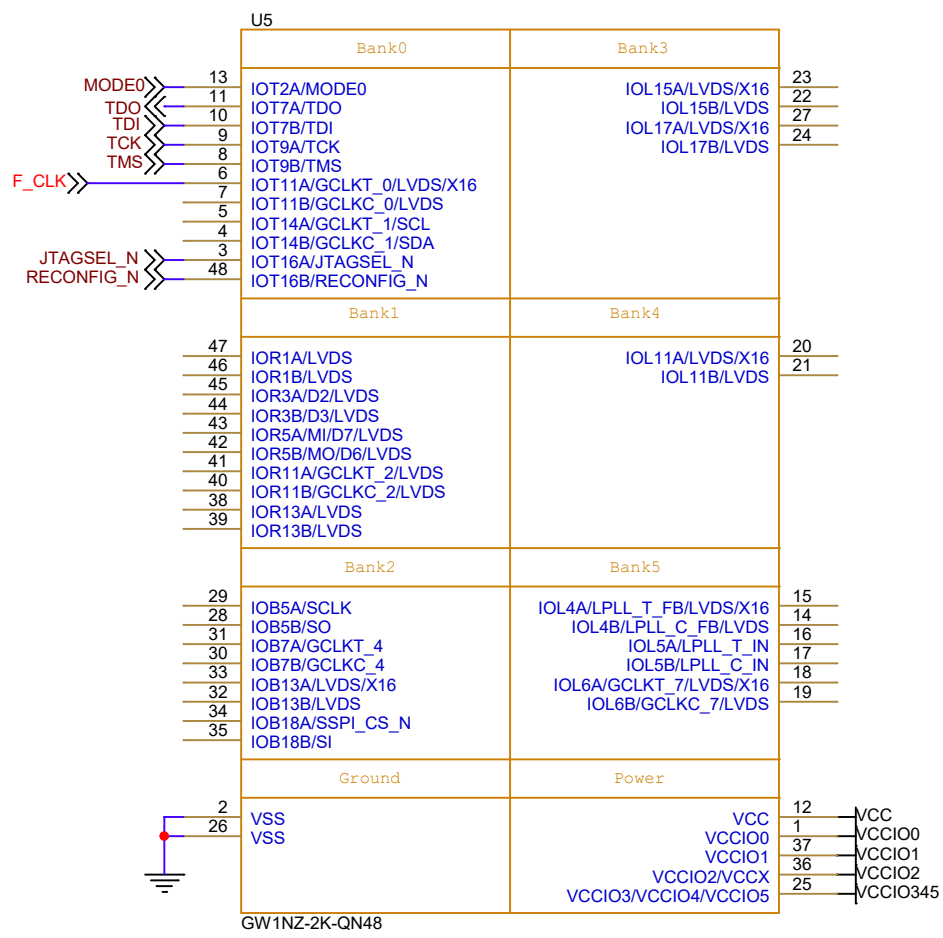 U5
Bank0
Bank3
MODE0 13 IOT2A/MODE0
TDO 11 IOT7A/TDO
TDI 10 IOT7B/TDI
TCK 9 IOT9A/TCK
TMS 8 IOT9B/TMS
F_CLK 6 IOT11A/GCLKT_0/LVDS/X16
7 IOT11B/GCLKC_0/LVDS
5 IOT14A/GCLKT_1/SCL
4 IOT14B/GCLKC_1/SDA
JTAGSEL_N 3 IOT16A/JTAGSEL_N
RECONFIG_N 48 IOT16B/RECONFIG_N
IOL15A/LVDS/X16 23
IOL15B/LVDS 22
IOL17A/LVDS/X16 27
IOL17B/LVDS 24
Bank1
Bank4
47 IOR1A/LVDS
46 IOR1B/LVDS
45 IOR3A/D2/LVDS
44 IOR3B/D3/LVDS
43 IOR5A/MI/D7/LVDS
42 IOR5B/MO/D6/LVDS
41 IOR11A/GCLKT_2/LVDS
40 IOR11B/GCLKC_2/LVDS
38 IOR13A/LVDS
39 IOR13B/LVDS
IOL11A/LVDS/X16 20
IOL11B/LVDS 21
Bank2
Bank5
29 IOB5A/SCLK
28 IOB5B/SO
31 IOB7A/GCLKT_4
30 IOB7B/GCLKC_4
33 IOB13A/LVDS/X16
32 IOB13B/LVDS
34 IOB18A/SSPI_CS_N
35 IOB18B/SI
IOL4A/LPLL_T_FB/LVDS/X16 15
IOL4B/LPLL_C_FB/LVDS 14
IOL5A/LPLL_T_IN 16
IOL5B/LPLL_C_IN 17
IOL6A/GCLKT_7/LVDS/X16 18
IOL6B/GCLKC_7/LVDS 19
Ground
Power
2 VSS
26 VSS
VCC 12 VCC
VCCIO0 1 VCCIO0
VCCIO1 37 VCCIO1
VCCIO2/VCCX 36 VCCIO2
VCCIO3/VCCIO4/VCCIO5 25 VCCIO345
GW1NZ-2K-QN48